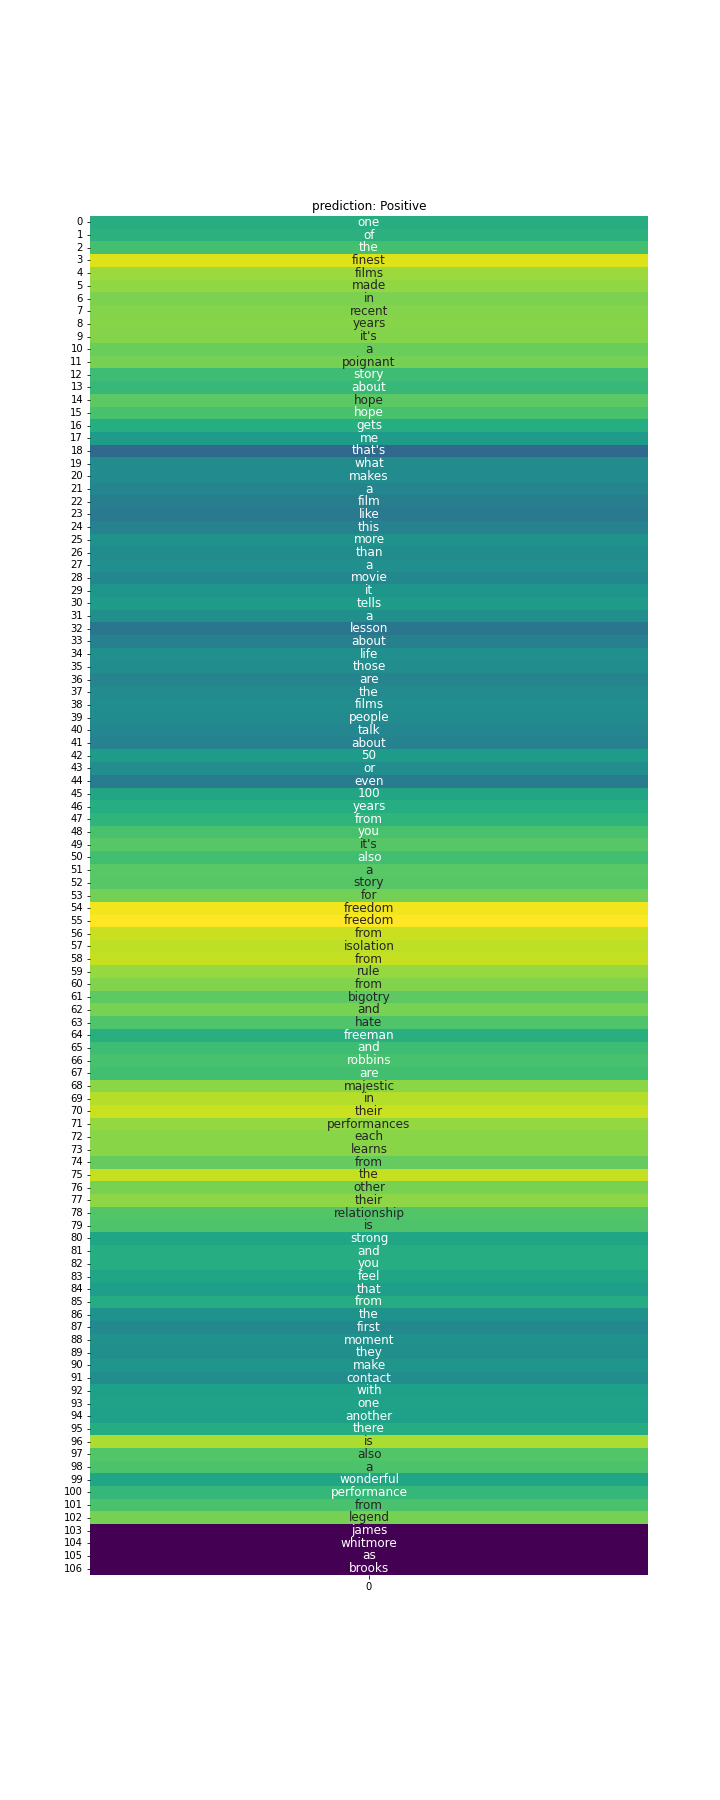 prediction: Positive
0 one
1 of
2 the
3 finest
4 films
5 made
6 in
7 recent
8 years
9 it's
10 a
11 poignant
12 story
13 about
14 hope
15 hope
16 gets
17 me
18 that's
19 what
20 makes
21 a
22 film
23 like
24 this
25 more
26 than
27 a
28 movie
29 it
30 tells
31 a
32 lesson
33 about
34 life
35 those
36 are
37 the
38 films
39 people
40 talk
41 about
42 50
43 or
44 even
45 100
46 years
47 from
48 you
49 it's
50 also
51 a
52 story
53 for
54 freedom
55 freedom
56 from
57 isolation
58 from
59 rule
60 from
61 bigotry
62 and
63 hate
64 freeman
65 and
66 robbins
67 are
68 majestic
69 in
70 their
71 performances
72 each
73 learns
74 from
75 the
76 other
77 their
78 relationship
79 is
80 strong
81 and
82 you
83 feel
84 that
85 from
86 the
87 first
88 moment
89 they
90 make
91 contact
92 with
93 one
94 another
95 there
96 is
97 also
98 a
99 wonderful
100 performance
101 from
102 legend
103 james
104 whitmore
105 as
106 brooks
0